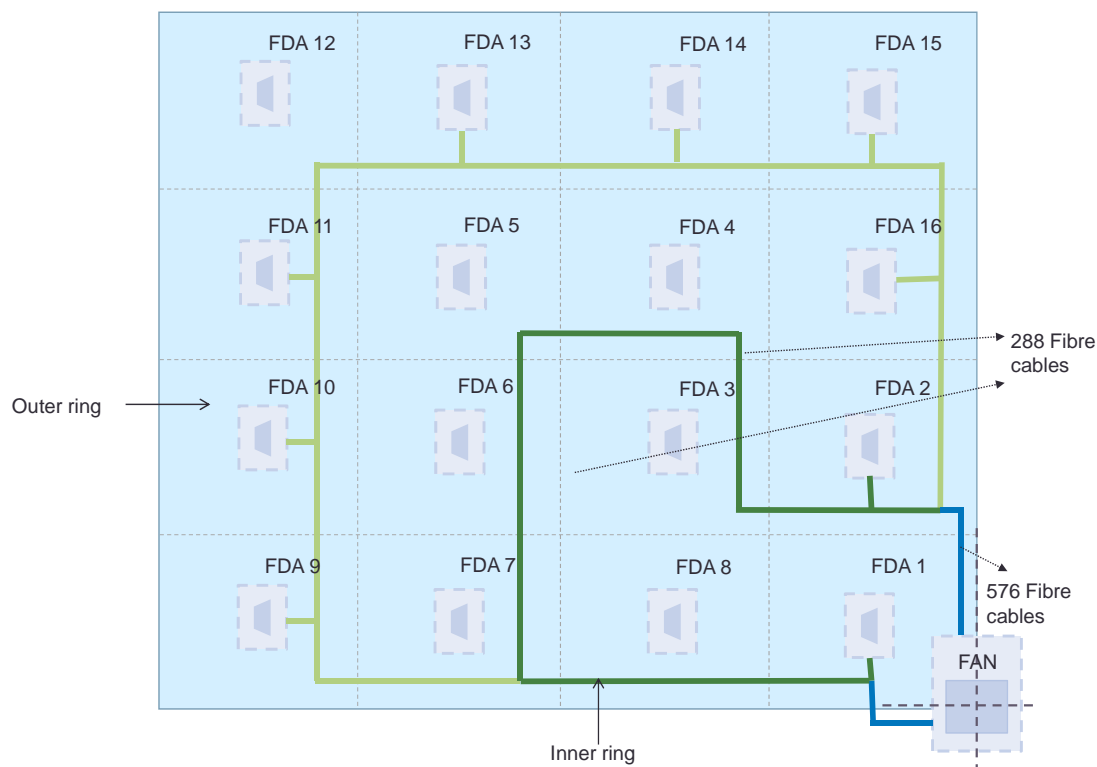 FDA 12
FDA 13
FDA 14
FDA 15
FDA 11
FDA 5
FDA 4
FDA 16
288 Fibre
cables
Outer ring
FDA 10
FDA 6
FDA 3
FDA 2
FDA 9
FDA 7
FDA 8
FDA 1
576 Fibre
cables
FAN
Inner ring